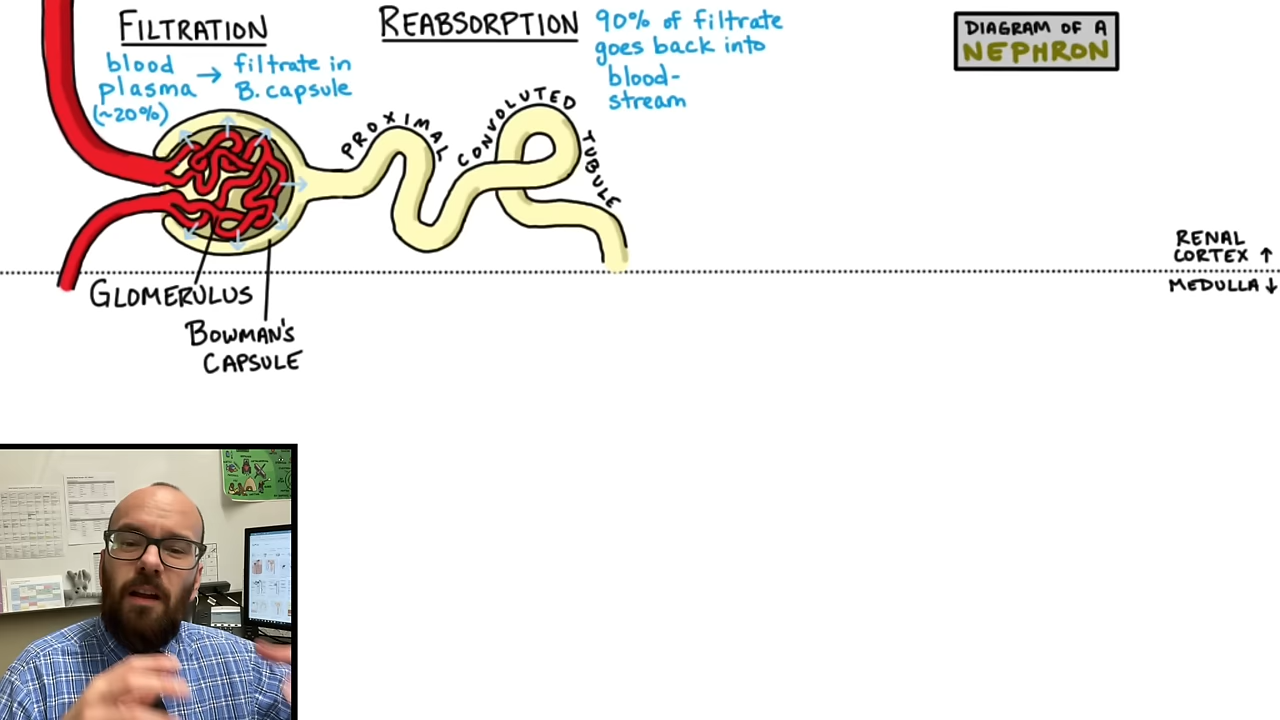 FILTRATION
blood
plasma
(~20%)
→ filtrate in
B. capsule
REABSORPTION
90% of filtrate
goes back into
blood-
stream
DIAGRAM OF A
NEPHRON
PROXIMAL
CONVOLUTED
TUBULE
RENAL
CORTEX ↑
MEDULLA ↓
GLOMERULUS
BOWMAN'S
CAPSULE